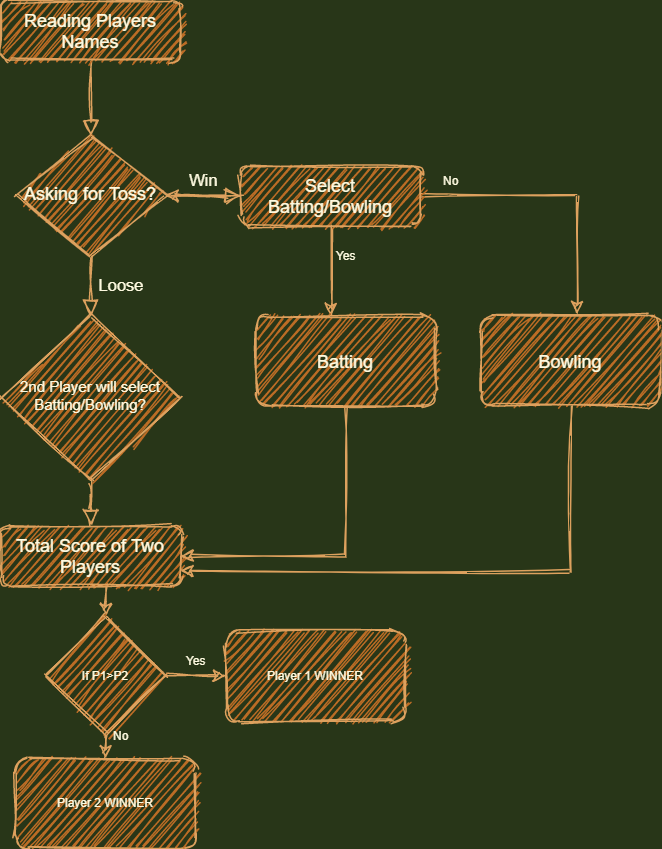 Reading Players
Names
Asking for Toss?
Win
Select
Batting/Bowling
No
Yes
Loose
Batting
Bowling
2nd Player will select
Batting/Bowling?
Total Score of Two
Players
If P1>P2
Yes
Player 1 WINNER
No
Player 2 WINNER